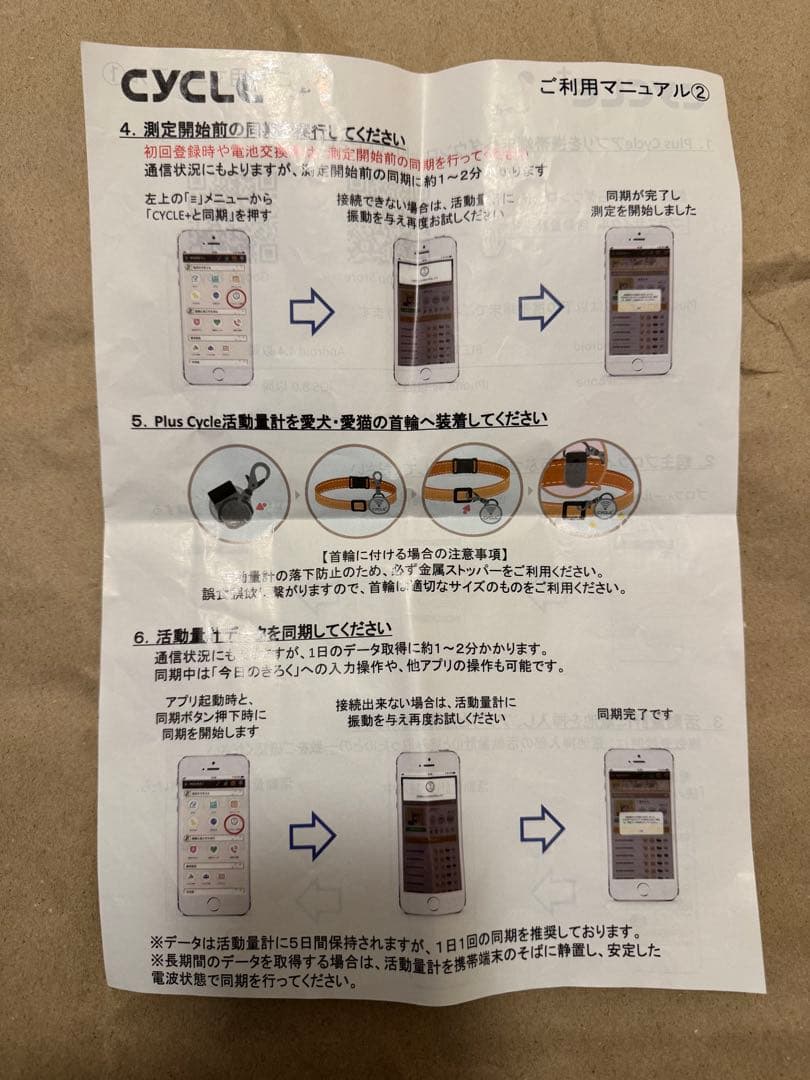 CYCLE
ご利用マニュアル②
4. 測定開始前の同期 行してください
初回登録時や電池交換 測定開始前の同期を行って
通信状況にもよりますが、測定開始前の同期に約1～2分かかります
左上の「≡」メニューから
「CYCLE+と同期」を押す
接続できない場合は、活動量計に
振動を与え再度お試しください
同期が完了し
測定を開始しました
5. Plus Cycle活動量計を愛犬・愛猫の首輪へ装着してください
【首輪に付ける場合の注意事項】
動量計の落下防止のため、必ず金属ストッパーをご利用ください。
誤食誤飲に繋がりますので、首輪は適切なサイズのものをご利用ください。
6. 活動量計データを同期してください
通信状況にも ますが、1日のデータ取得に約1～2分かかります。
同期中は「今日のきろく」への入力操作や、他アプリの操作も可能です。
アプリ起動時と、
同期ボタン押下時に
同期を開始します
接続出来ない場合は、活動量計に
振動を与え再度お試しください
同期完了です
※データは活動量計に5日間保持されますが、1日1回の同期を推奨しております。
※長期間のデータを取得する場合は、活動量計を携帯端末のそばに静置し、安定した
電波状態で同期を行ってください。